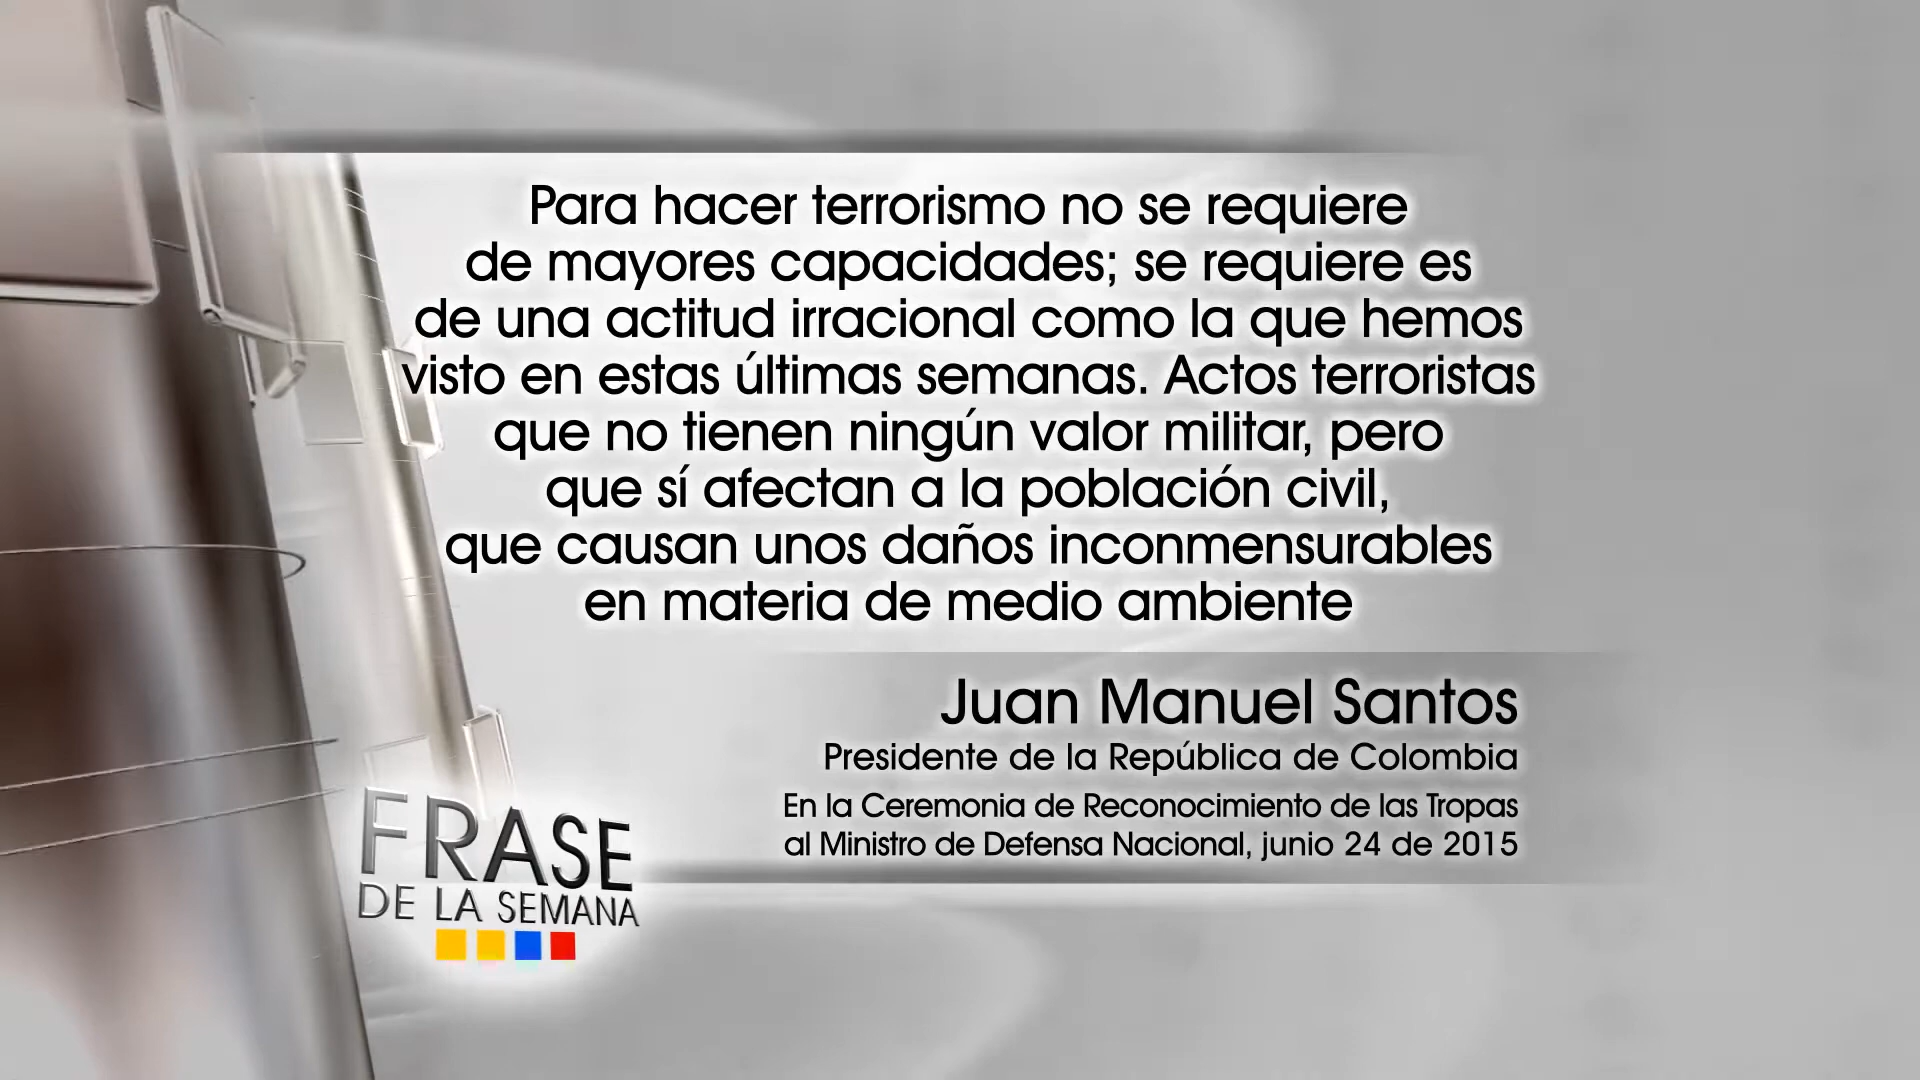 Para hacer terrorismo no se requiere
de mayores capacidades; se requiere es
de una actitud irracional como la que hemos
visto en estas últimas semanas. Actos terroristas
que no tienen ningún valor militar, pero
que sí afectan a la población civil,
que causan unos daños inconmensurables
en materia de medio ambiente
Juan Manuel Santos
Presidente de la República de Colombia
En la Ceremonia de Reconocimiento de las Tropas
al Ministro de Defensa Nacional, junio 24 de 2015
FRASE
DE LA SEMANA